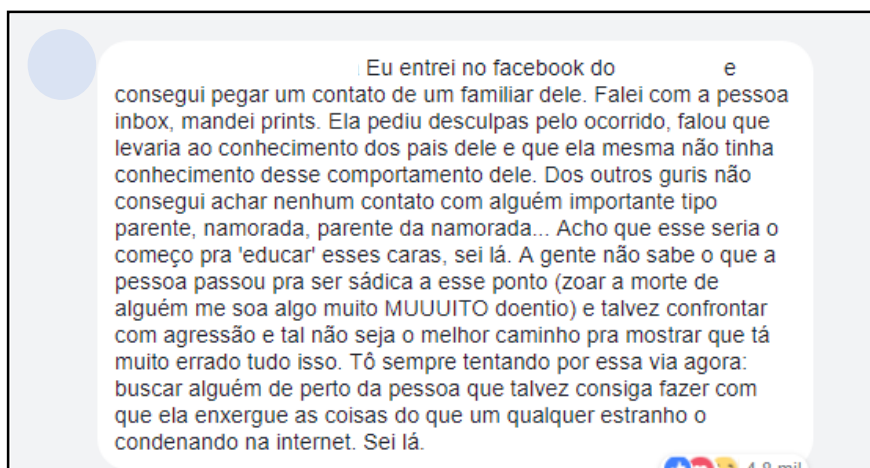 Eu entrei no facebook do e
consegui pegar um contato de um familiar dele. Falei com a pessoa
inbox, mandei prints. Ela pediu desculpas pelo ocorrido, falou que
levaria ao conhecimento dos pais dele e que ela mesma não tinha
conhecimento desse comportamento dele. Dos outros guris não
consegui achar nenhum contato com alguém importante tipo
parente, namorada, parente da namorada... Acho que esse seria o
começo pra 'educar' esses caras, sei lá. A gente não sabe o que a
pessoa passou pra ser sádica a esse ponto (zoar a morte de
alguém me soa algo muito MUUUITO doentio) e talvez confrontar
com agressão e tal não seja o melhor caminho pra mostrar que tá
muito errado tudo isso. Tô sempre tentando por essa via agora:
buscar alguém de perto da pessoa que talvez consiga fazer com
que ela enxergue as coisas do que um qualquer estranho o
condenando na internet. Sei lá.